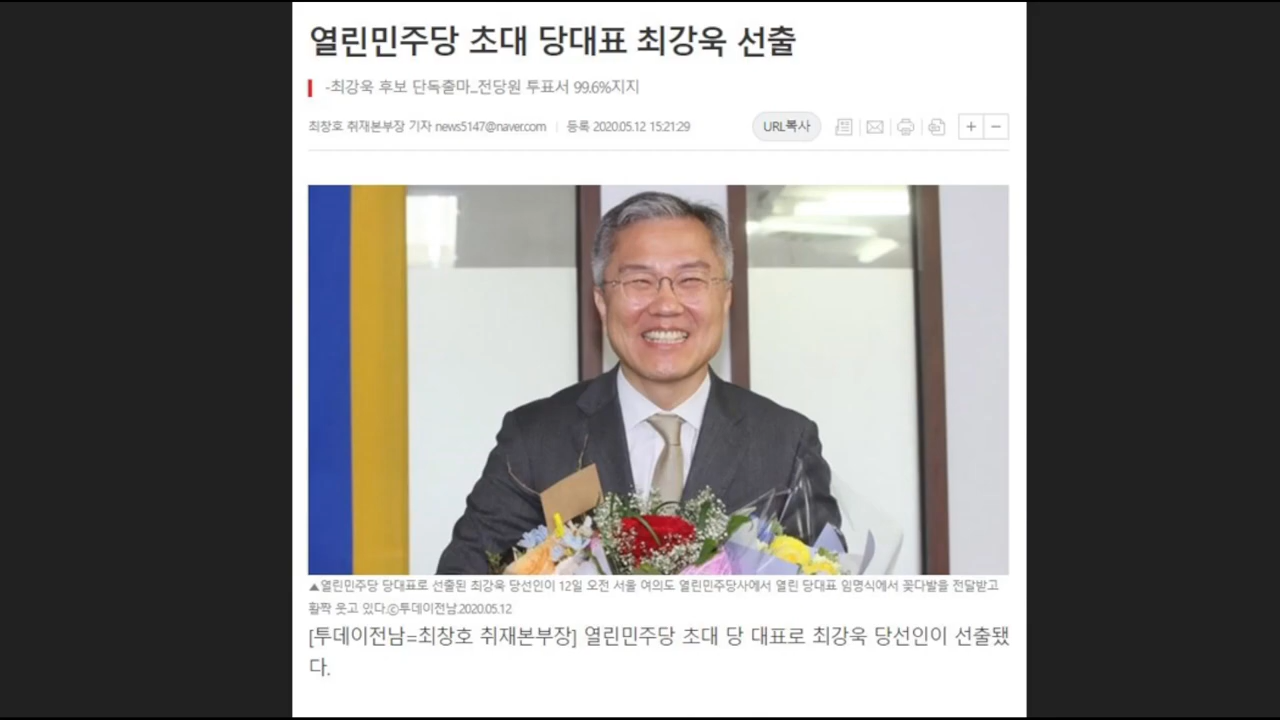 열린민주당 초대 당대표 최강욱 선출
-최강욱 후보 단독출마...전당원 투표서 99.6%지지
최창호 취재본부장 기자 news5147@naver.com 등록 2020.05.12 15:21:29
URL복사
▲열린민주당 당대표로 선출된 최강욱 당선인이 12일 오전 서울 여의도 열린민주당사에서 열린 당대표 임명식에서 꽃다발을 전달받고
활짝 웃고 있다.ⓒ투데이전남.2020.05.12
[투데이전남=최창호 취재본부장] 열린민주당 초대 당 대표로 최강욱 당선인이 선출됐
다.